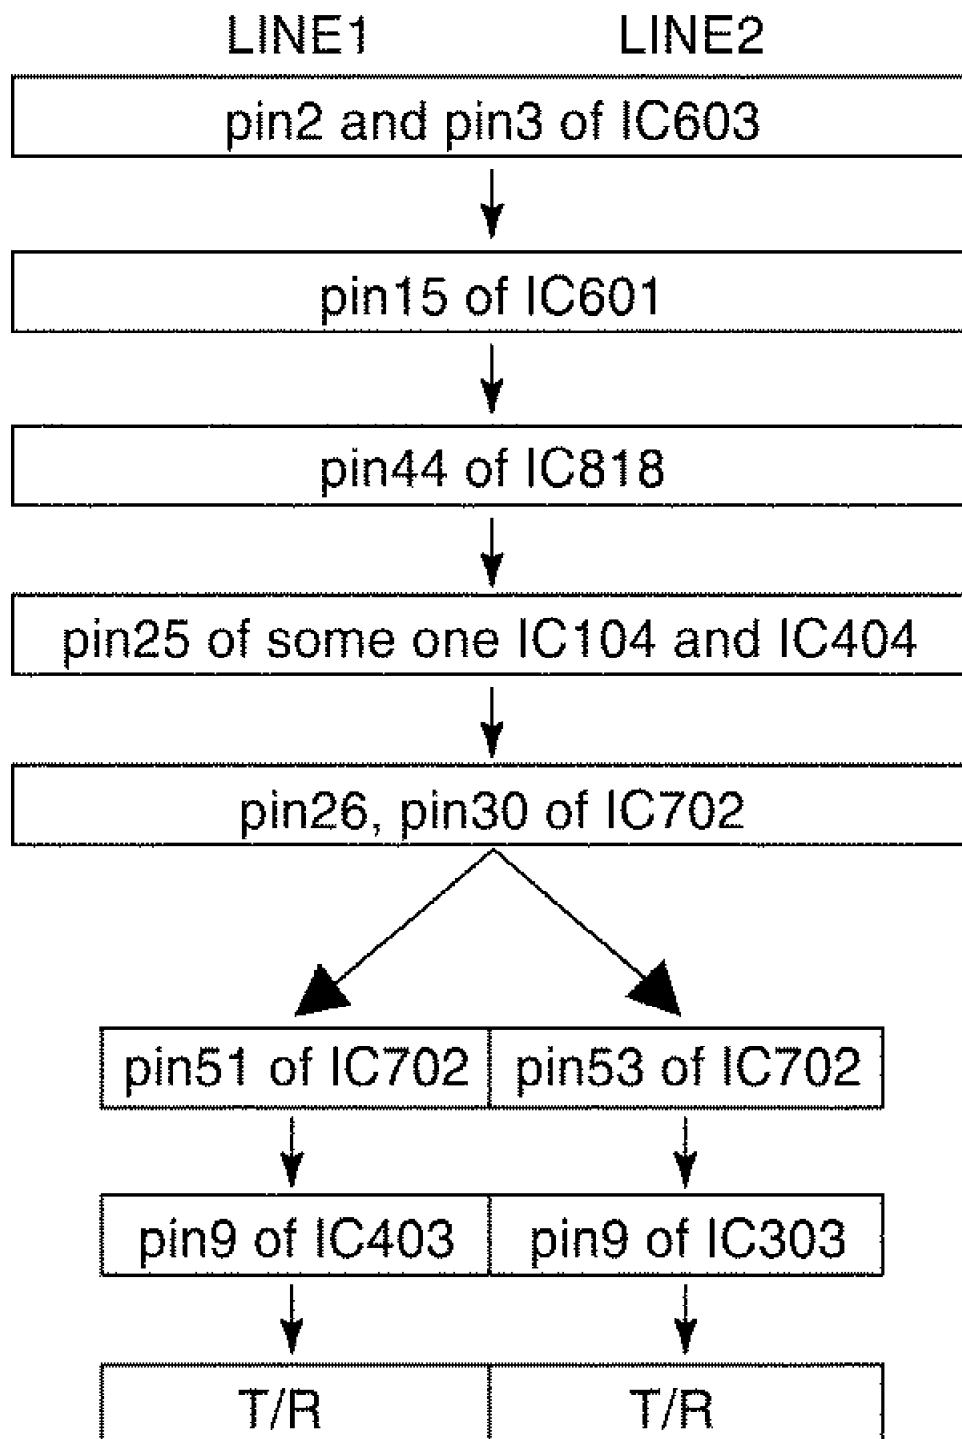 LINE1 LINE2
pin2 and pin3 of IC603
pin15 of IC601
pin44 of IC818
pin25 of some one IC104 and IC404
pin26, pin30 of IC702
pin51 of IC702 pin53 of IC702
pin9 of IC403 pin9 of IC303
T/R T/R